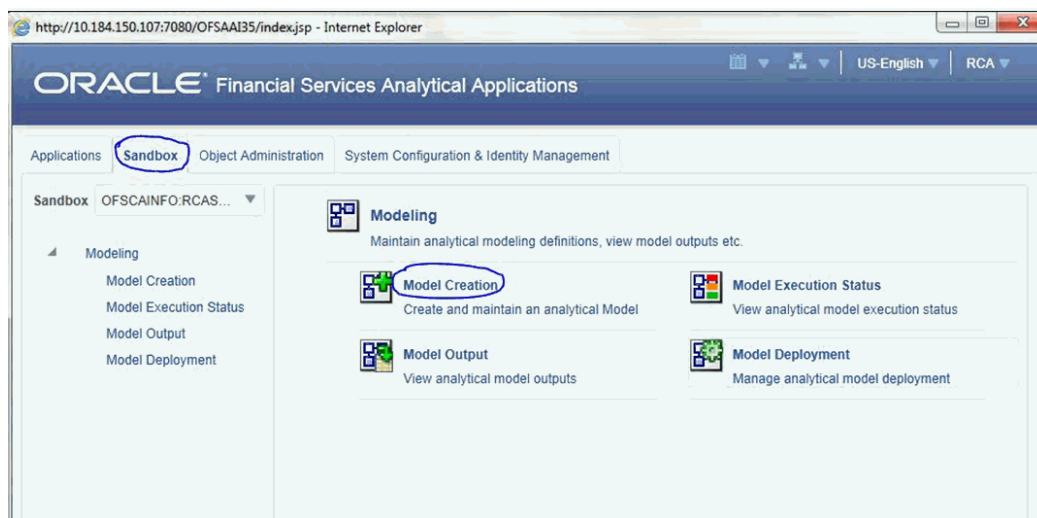 http://10.184.150.107:7080/OFSAAI35/index.jsp - Internet Explorer
US-English
RCA
ORACLE Financial Services Analytical Applications
Applications
Sandbox
Object Administration
System Configuration & Identity Management
Sandbox OFSCAINFO:RCAS...
Modeling
Model Creation
Model Execution Status
Model Output
Model Deployment
Modeling
Maintain analytical modeling definitions, view model outputs etc.
Model Creation
Create and maintain an analytical Model
Model Execution Status
View analytical model execution status
Model Output
View analytical model outputs
Model Deployment
Manage analytical model deployment